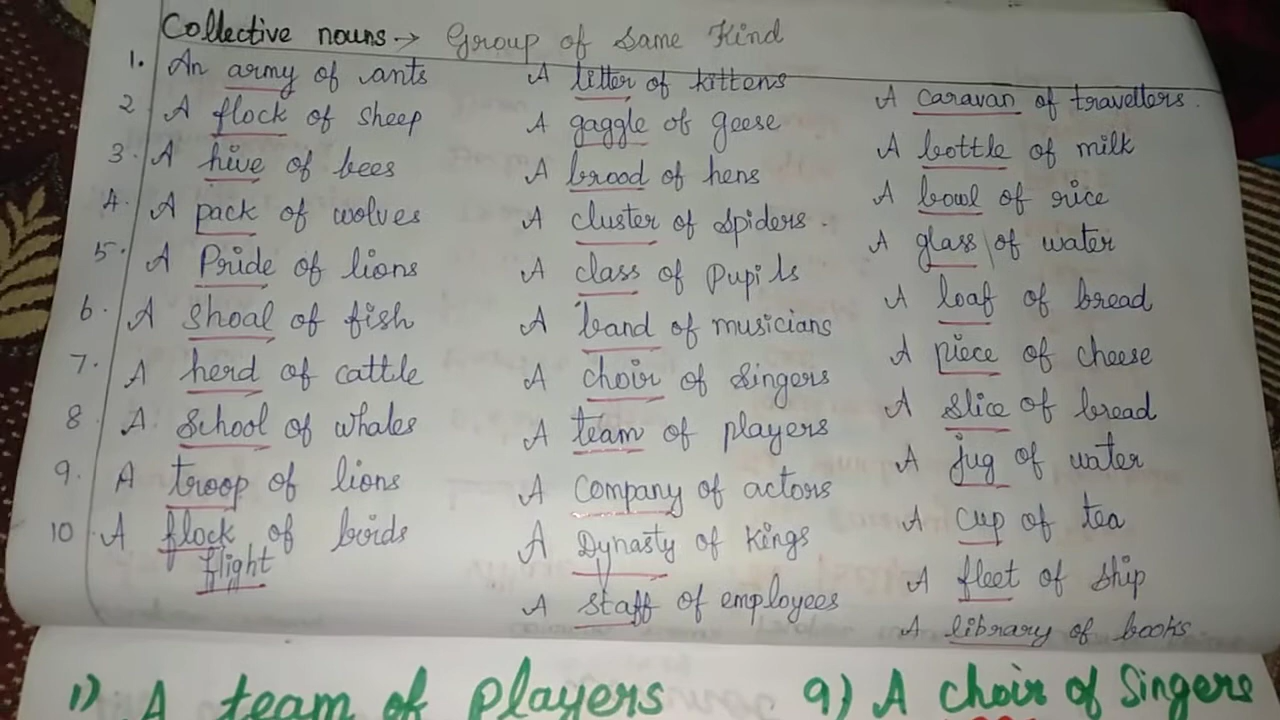 Collective nouns → Group of Same Kind
1. An army of ants
2 A flock of Sheep
3. A hive of bees
4. A pack of wolves
5. A Pride of lions
6. A shoal of fish
7. A herd of cattle
8 A. School of whales
9. A troop of lions
10. A flock of birds
flight
A litter of kittens
A gaggle of geese
A brood of hens
A cluster of spiders.
A class of Pupils
A band of musicians
A choir of singers
A team of players
A Company of actors
A Dynasty of Kings
A staff of employees
A caravan of travellers.
A bottle of milk
A bowl of rice
A glass of water
A loaf of bread
A piece of cheese
A slice of bread
A jug of water
A cup of tea
A fleet of ship
A library of books
1) A team of players
9) A choir of Singers